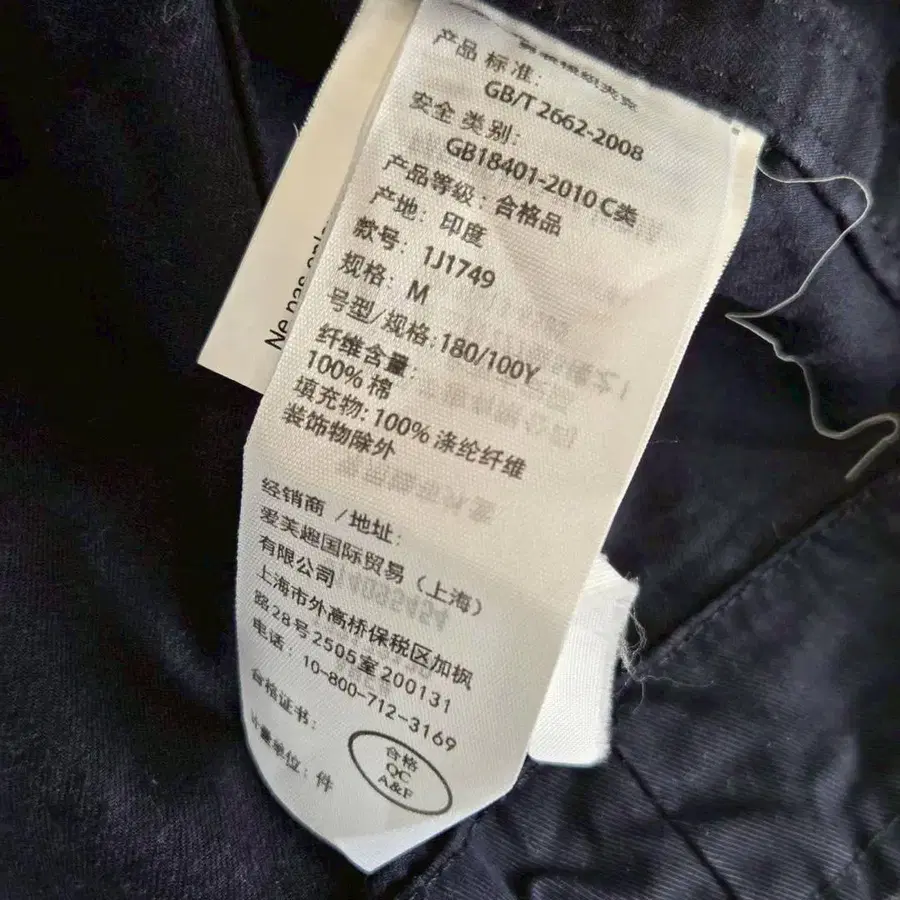 产品 标准：
GB/T 2662-2008
安全 类别：
GB18401-2010 C类
产品等级：合格品
产地： 印度
款号： 1J1749
规格： M
号型/规格：180/100Y
纤维含量：
100% 棉
填充物：100% 涤纶纤维
装饰物除外
经销商 /地址：
爱美趣国际贸易（上海）
有限公司
上海市外高桥保税区加枫
路28号2505室 200131
电话：10-800-712-3169
合格证书：
计量单位：件
合格
QC
A&F
Ne pas